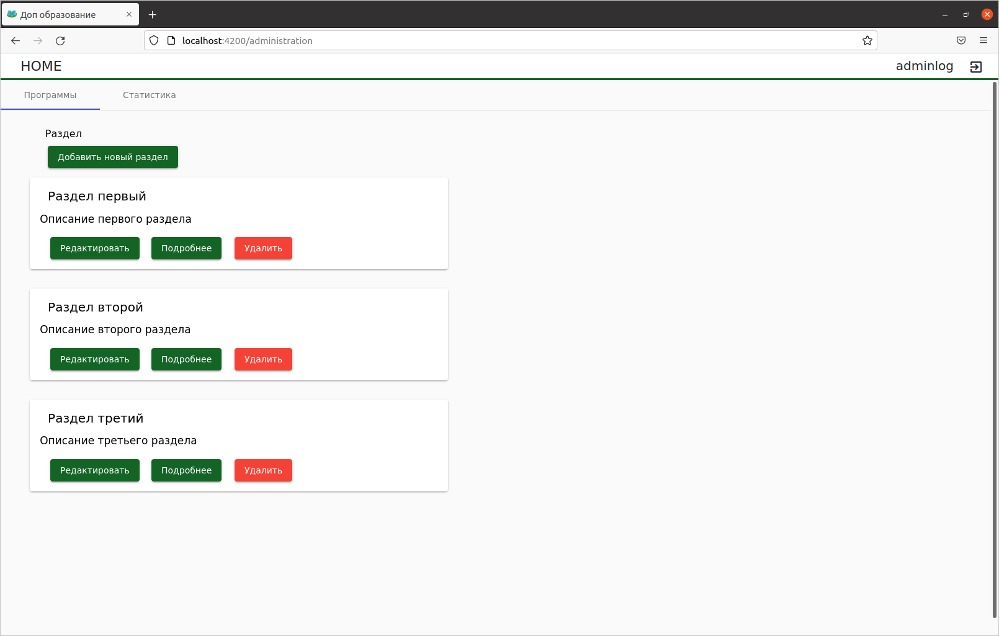 Доп образование
localhost:4200/administration
HOME
adminlog
Программы Статистика
Раздел
Добавить новый раздел
Раздел первый
Описание первого раздела
Редактировать Подробнее Удалить
Раздел второй
Описание второго раздела
Редактировать Подробнее Удалить
Раздел третий
Описание третьего раздела
Редактировать Подробнее Удалить